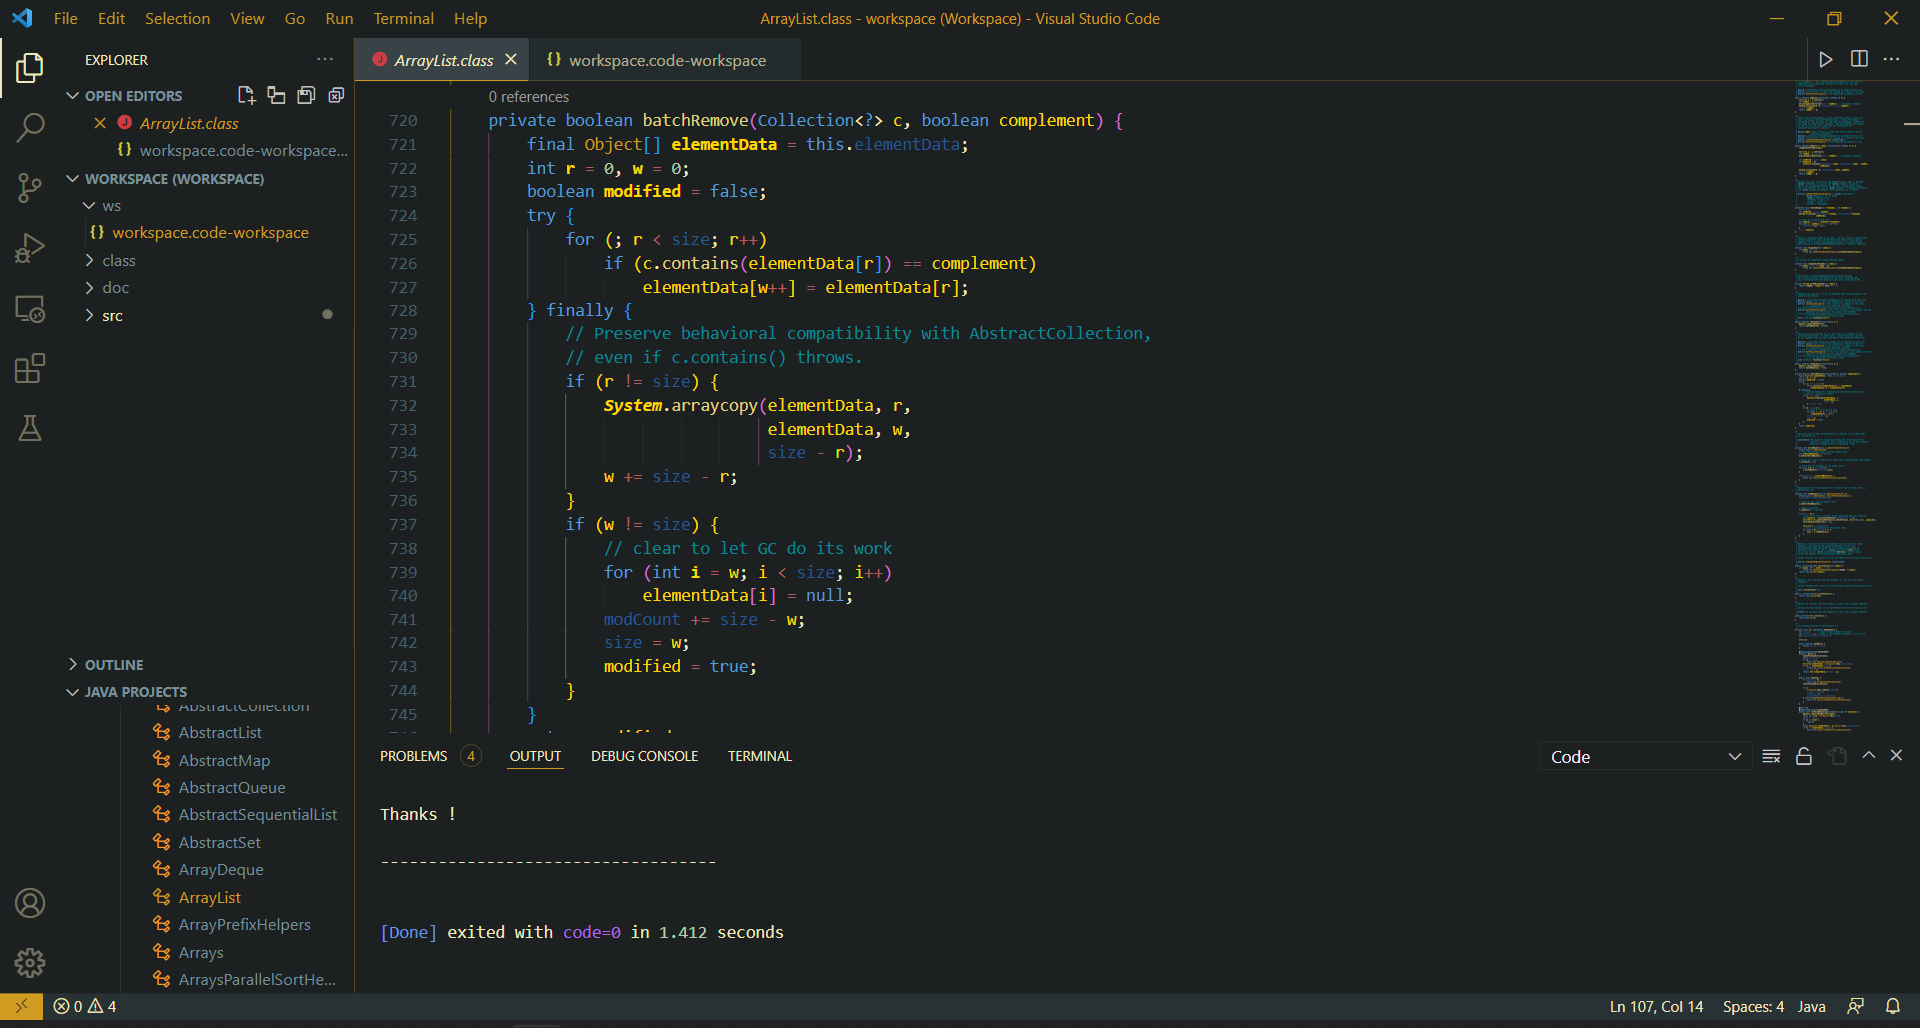 File Edit Selection View Go Run Terminal Help
ArrayList.class - workspace (Workspace) - Visual Studio Code
EXPLORER
OPEN EDITORS
ArrayList.class
workspace.code-workspace...
WORKSPACE (WORKSPACE)
ws
workspace.code-workspace
class
doc
src
OUTLINE
JAVA PROJECTS
AbstractCollection
AbstractList
AbstractMap
AbstractQueue
AbstractSequentialList
AbstractSet
ArrayDeque
ArrayList
ArrayPrefixHelpers
Arrays
ArraysParallelSortHe...
ArrayList.class
workspace.code-workspace
0 references
720 private boolean batchRemove(Collection<?> c, boolean complement) {
721 final Object[] elementData = this.elementData;
722 int r = 0, w = 0;
723 boolean modified = false;
724 try {
725 for (; r < size; r++)
726 if (c.contains(elementData[r]) == complement)
727 elementData[w++] = elementData[r];
728 } finally {
729 // Preserve behavioral compatibility with AbstractCollection,
730 // even if c.contains() throws.
731 if (r != size) {
732 System.arraycopy(elementData, r,
733 elementData, w,
734 size - r);
735 w += size - r;
736 }
737 if (w != size) {
738 // clear to let GC do its work
739 for (int i = w; i < size; i++)
740 elementData[i] = null;
741 modCount += size - w;
742 size = w;
743 modified = true;
744 }
745 }
PROBLEMS 4 OUTPUT DEBUG CONSOLE TERMINAL
Code
Thanks !
-----------------------------------
[Done] exited with code=0 in 1.412 seconds
0 4
Ln 107, Col 14 Spaces: 4 Java